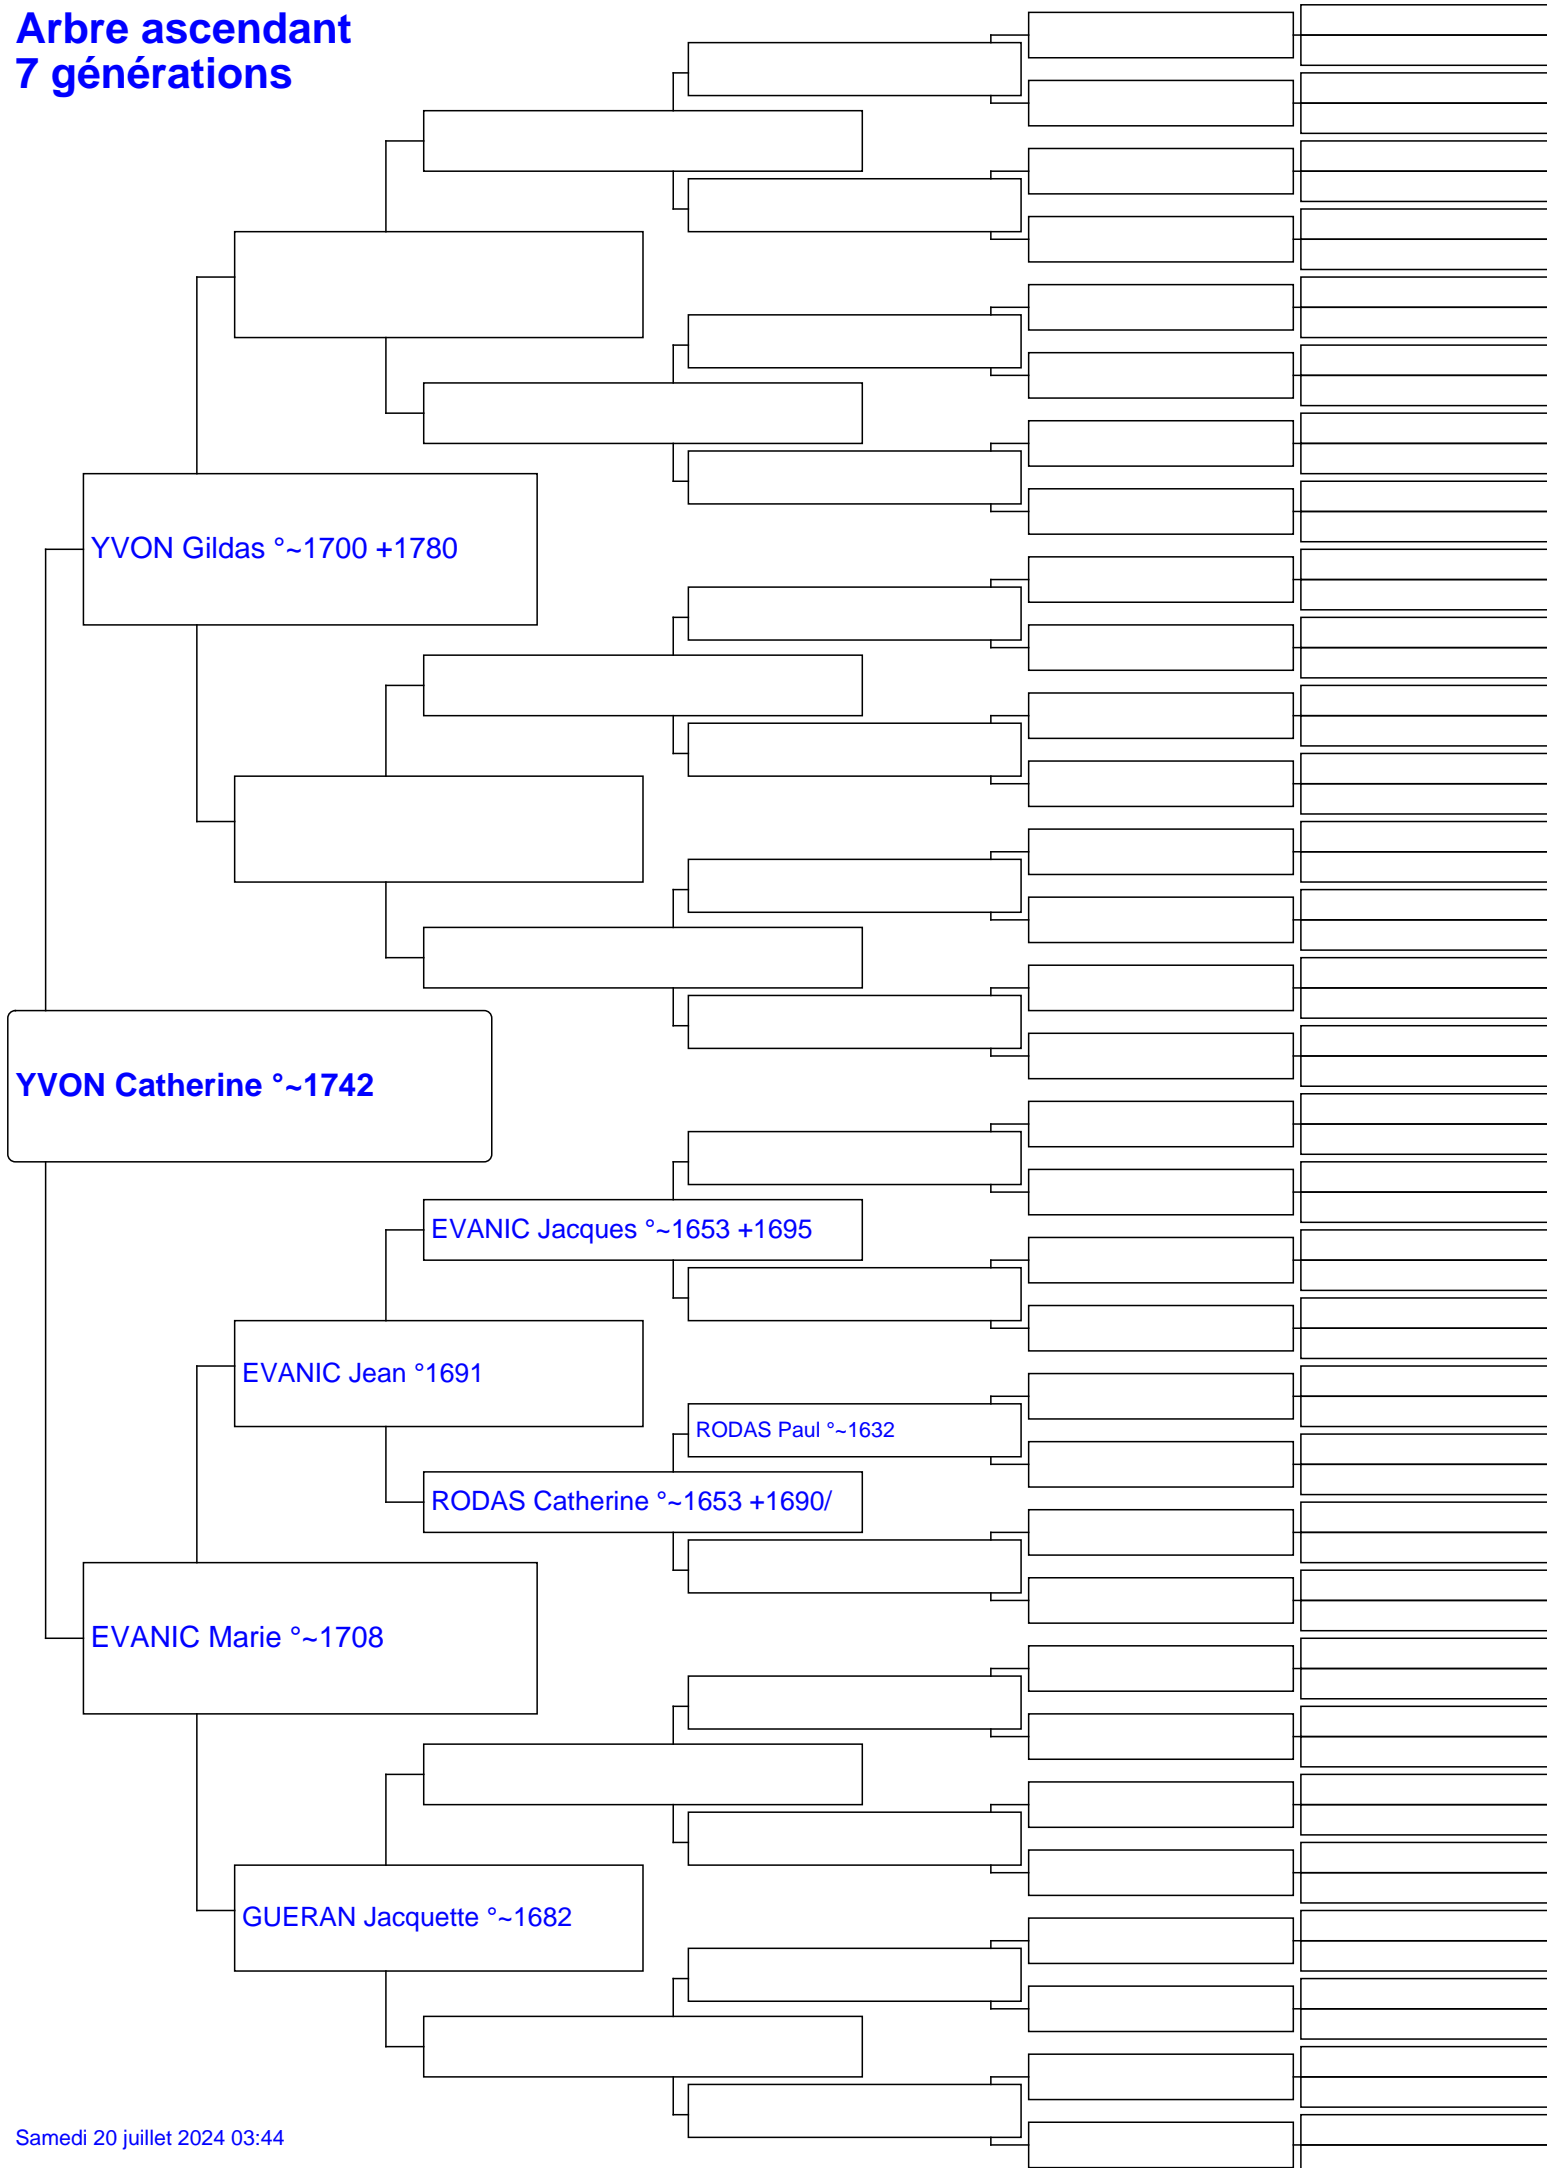 Arbre ascendant
7 générations
YVON Gildas °~1700 +1780
YVON Catherine °~1742
EVANIC Jacques °~1653 +1695
EVANIC Jean °1691
RODAS Paul °~1632
RODAS Catherine °~1653 +1690/
EVANIC Marie °~1708
GUERAN Jacquette °~1682
Samedi 20 juillet 2024 03:44